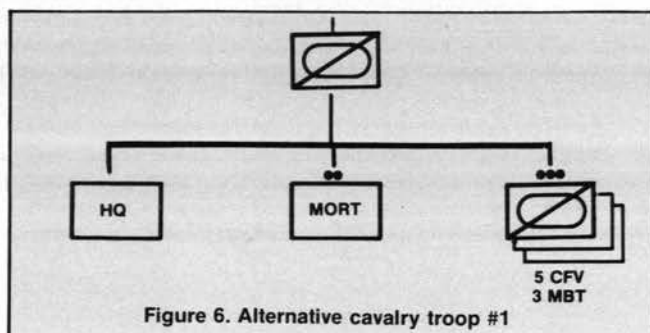 HQ
MORT
5 CFV
3 MBT
Figure 6. Alternative cavalry troop #1